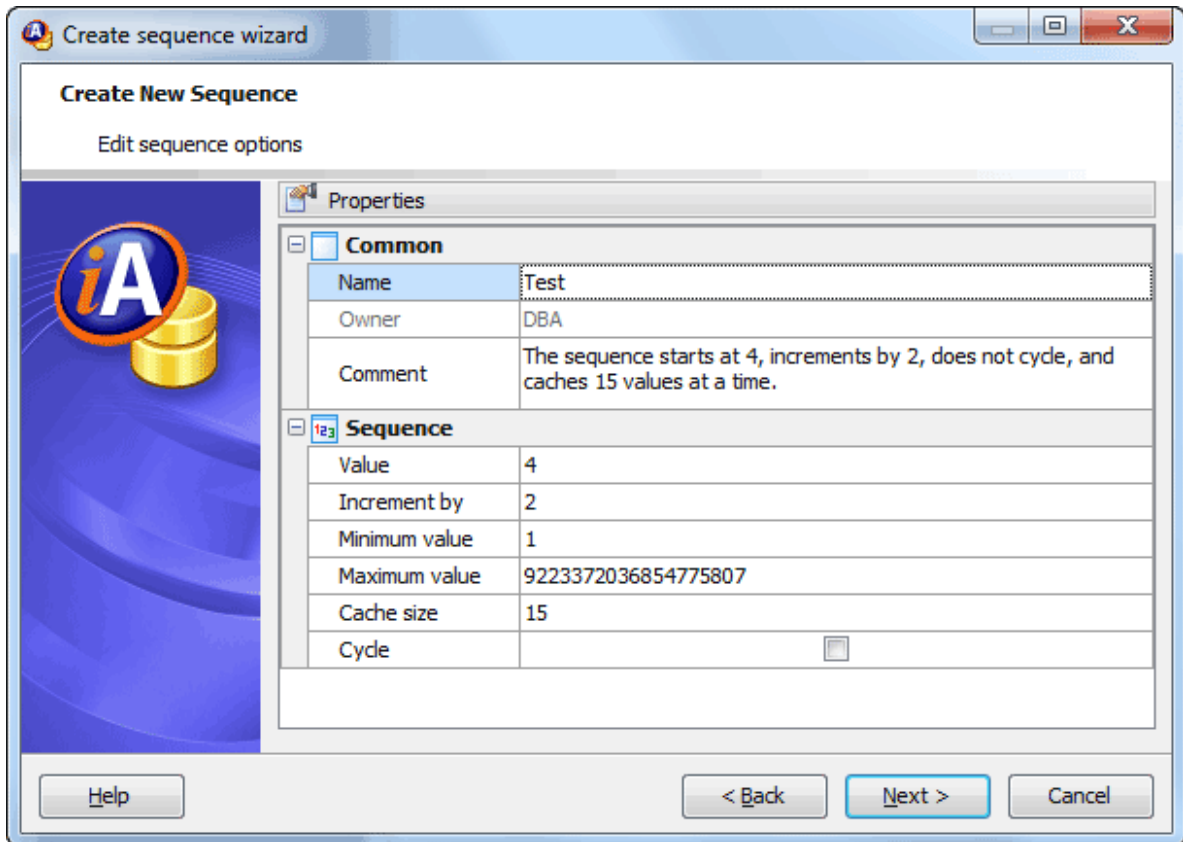 Create sequence wizard
Create New Sequence
Edit sequence options
Properties
Common
Name Test
Owner DBA
Comment The sequence starts at 4, increments by 2, does not cycle, and
caches 15 values at a time.
123 Sequence
Value 4
Increment by 2
Minimum value 1
Maximum value 9223372036854775807
Cache size 15
Cycle
iA
Help < Back Next > Cancel